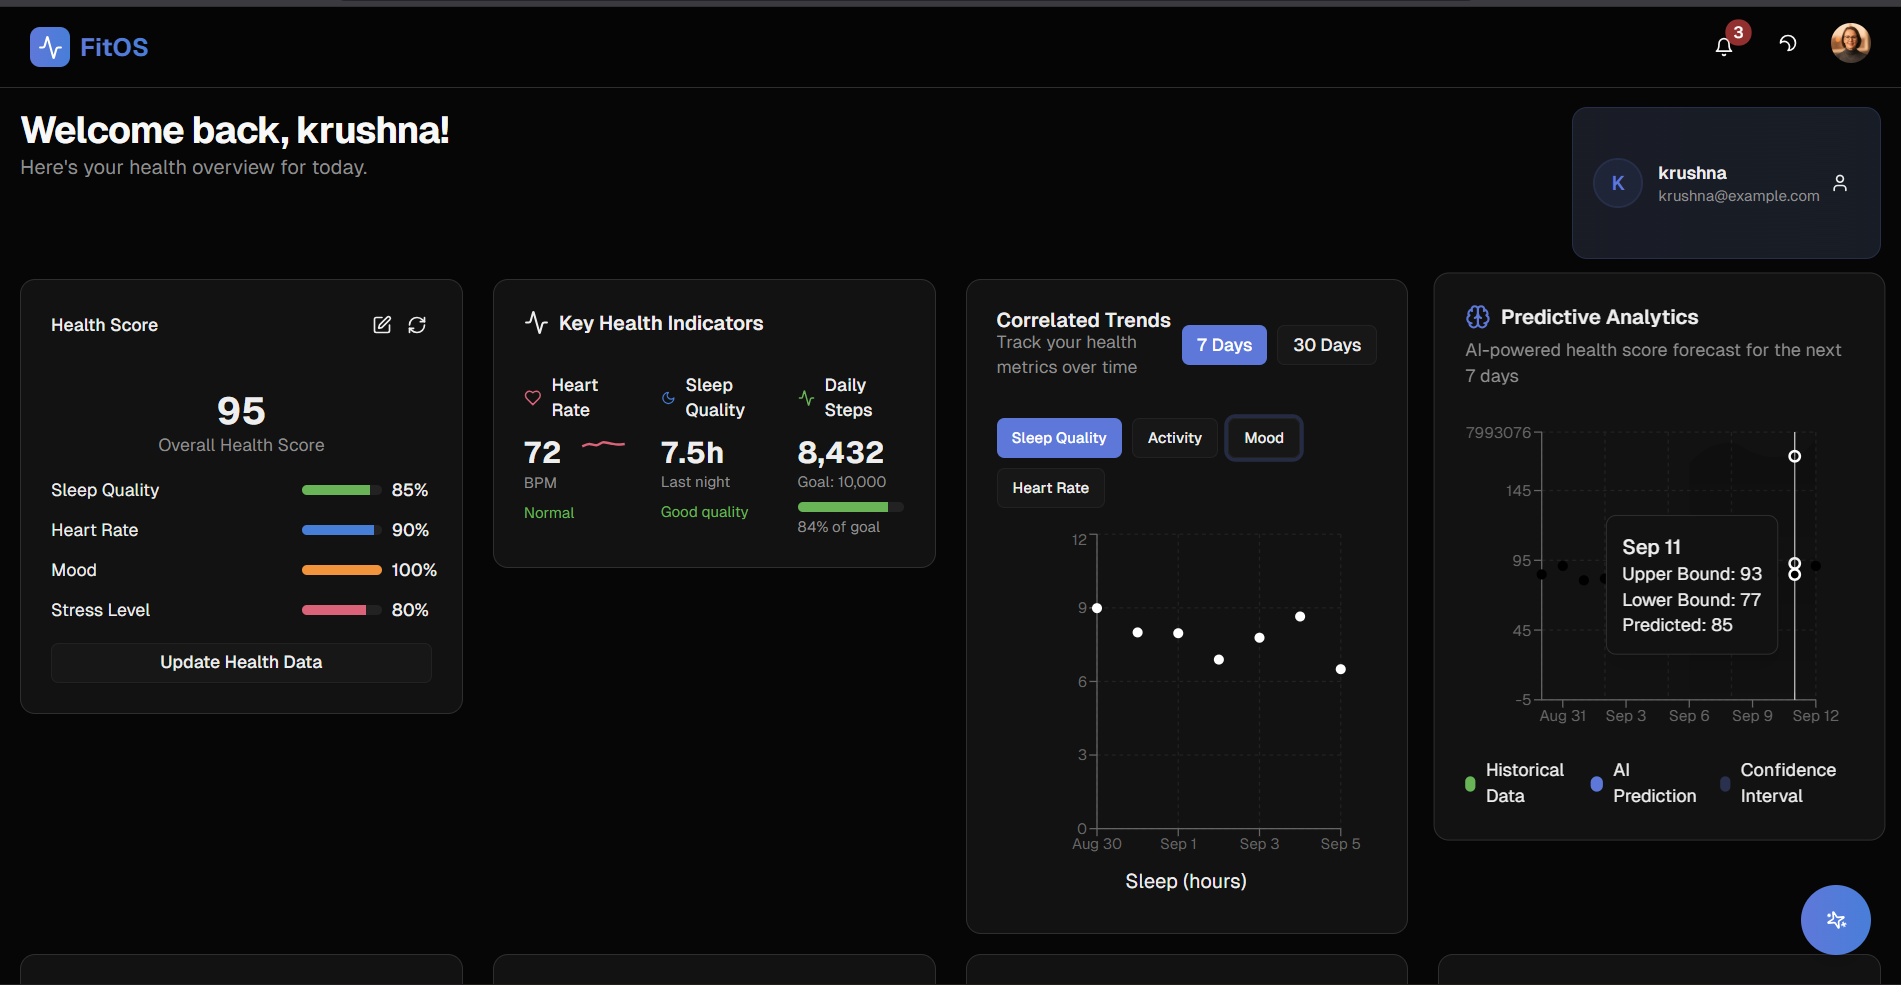 FitOS
3
Welcome back, krushna!
Here's your health overview for today.
K
krushna
krushna@example.com
Health Score
95
Overall Health Score
Sleep Quality 85%
Heart Rate 90%
Mood 100%
Stress Level 80%
Update Health Data
Key Health Indicators
Heart
Rate
72
BPM
Normal
Sleep
Quality
7.5h
Last night
Good quality
Daily
Steps
8,432
Goal: 10,000
84% of goal
Correlated Trends
Track your health
metrics over time
7 Days
30 Days
Sleep Quality
Activity
Mood
Heart Rate
12
9
6
3
0
Aug 30 Sep 1 Sep 3 Sep 5
Sleep (hours)
Predictive Analytics
AI-powered health score forecast for the next
7 days
7993076
145
95
45
-5
Sep 11
Upper Bound: 93
Lower Bound: 77
Predicted: 85
Aug 31 Sep 3 Sep 6 Sep 9 Sep 12
Historical
Data
AI
Prediction
Confidence
Interval